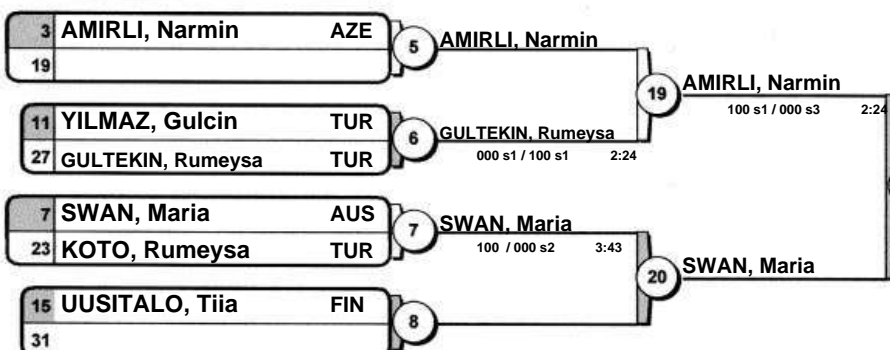 3 AMIRLI, Narmin AZE
19
5
AMIRLI, Narmin
11 YILMAZ, Gulcin TUR
27 GULTEKIN, Rumeysa TUR
6
GULTEKIN, Rumeysa
000 s1 / 100 s1 2:24
19
AMIRLI, Narmin
100 s1 / 000 s3 2:24
7 SWAN, Maria AUS
23 KOTO, Rumeysa TUR
7
SWAN, Maria
100 / 000 s2 3:43
15 UUSITALO, Tiia FIN
31
8
20
SWAN, Maria